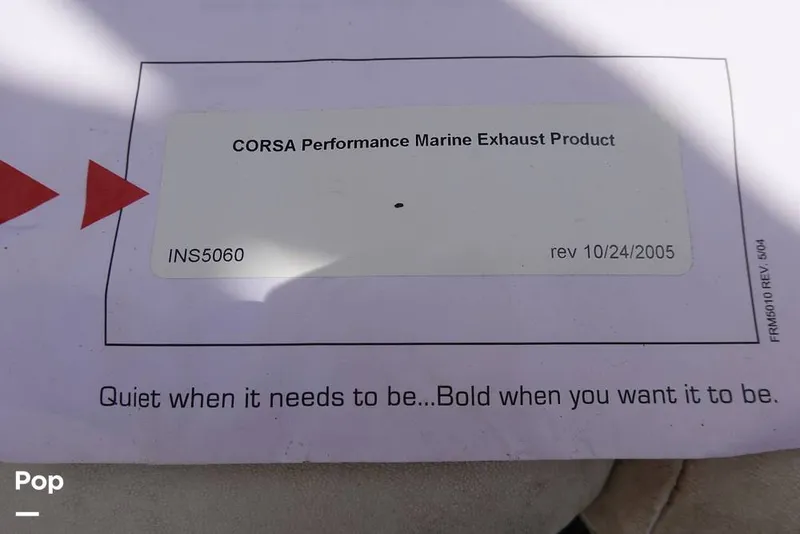 CORSA Performance Marine Exhaust Product
INS5060
rev 10/24/2005
FRM5010 REV. 5/04
Quiet when it needs to be...Bold when you want it to be.
Pop